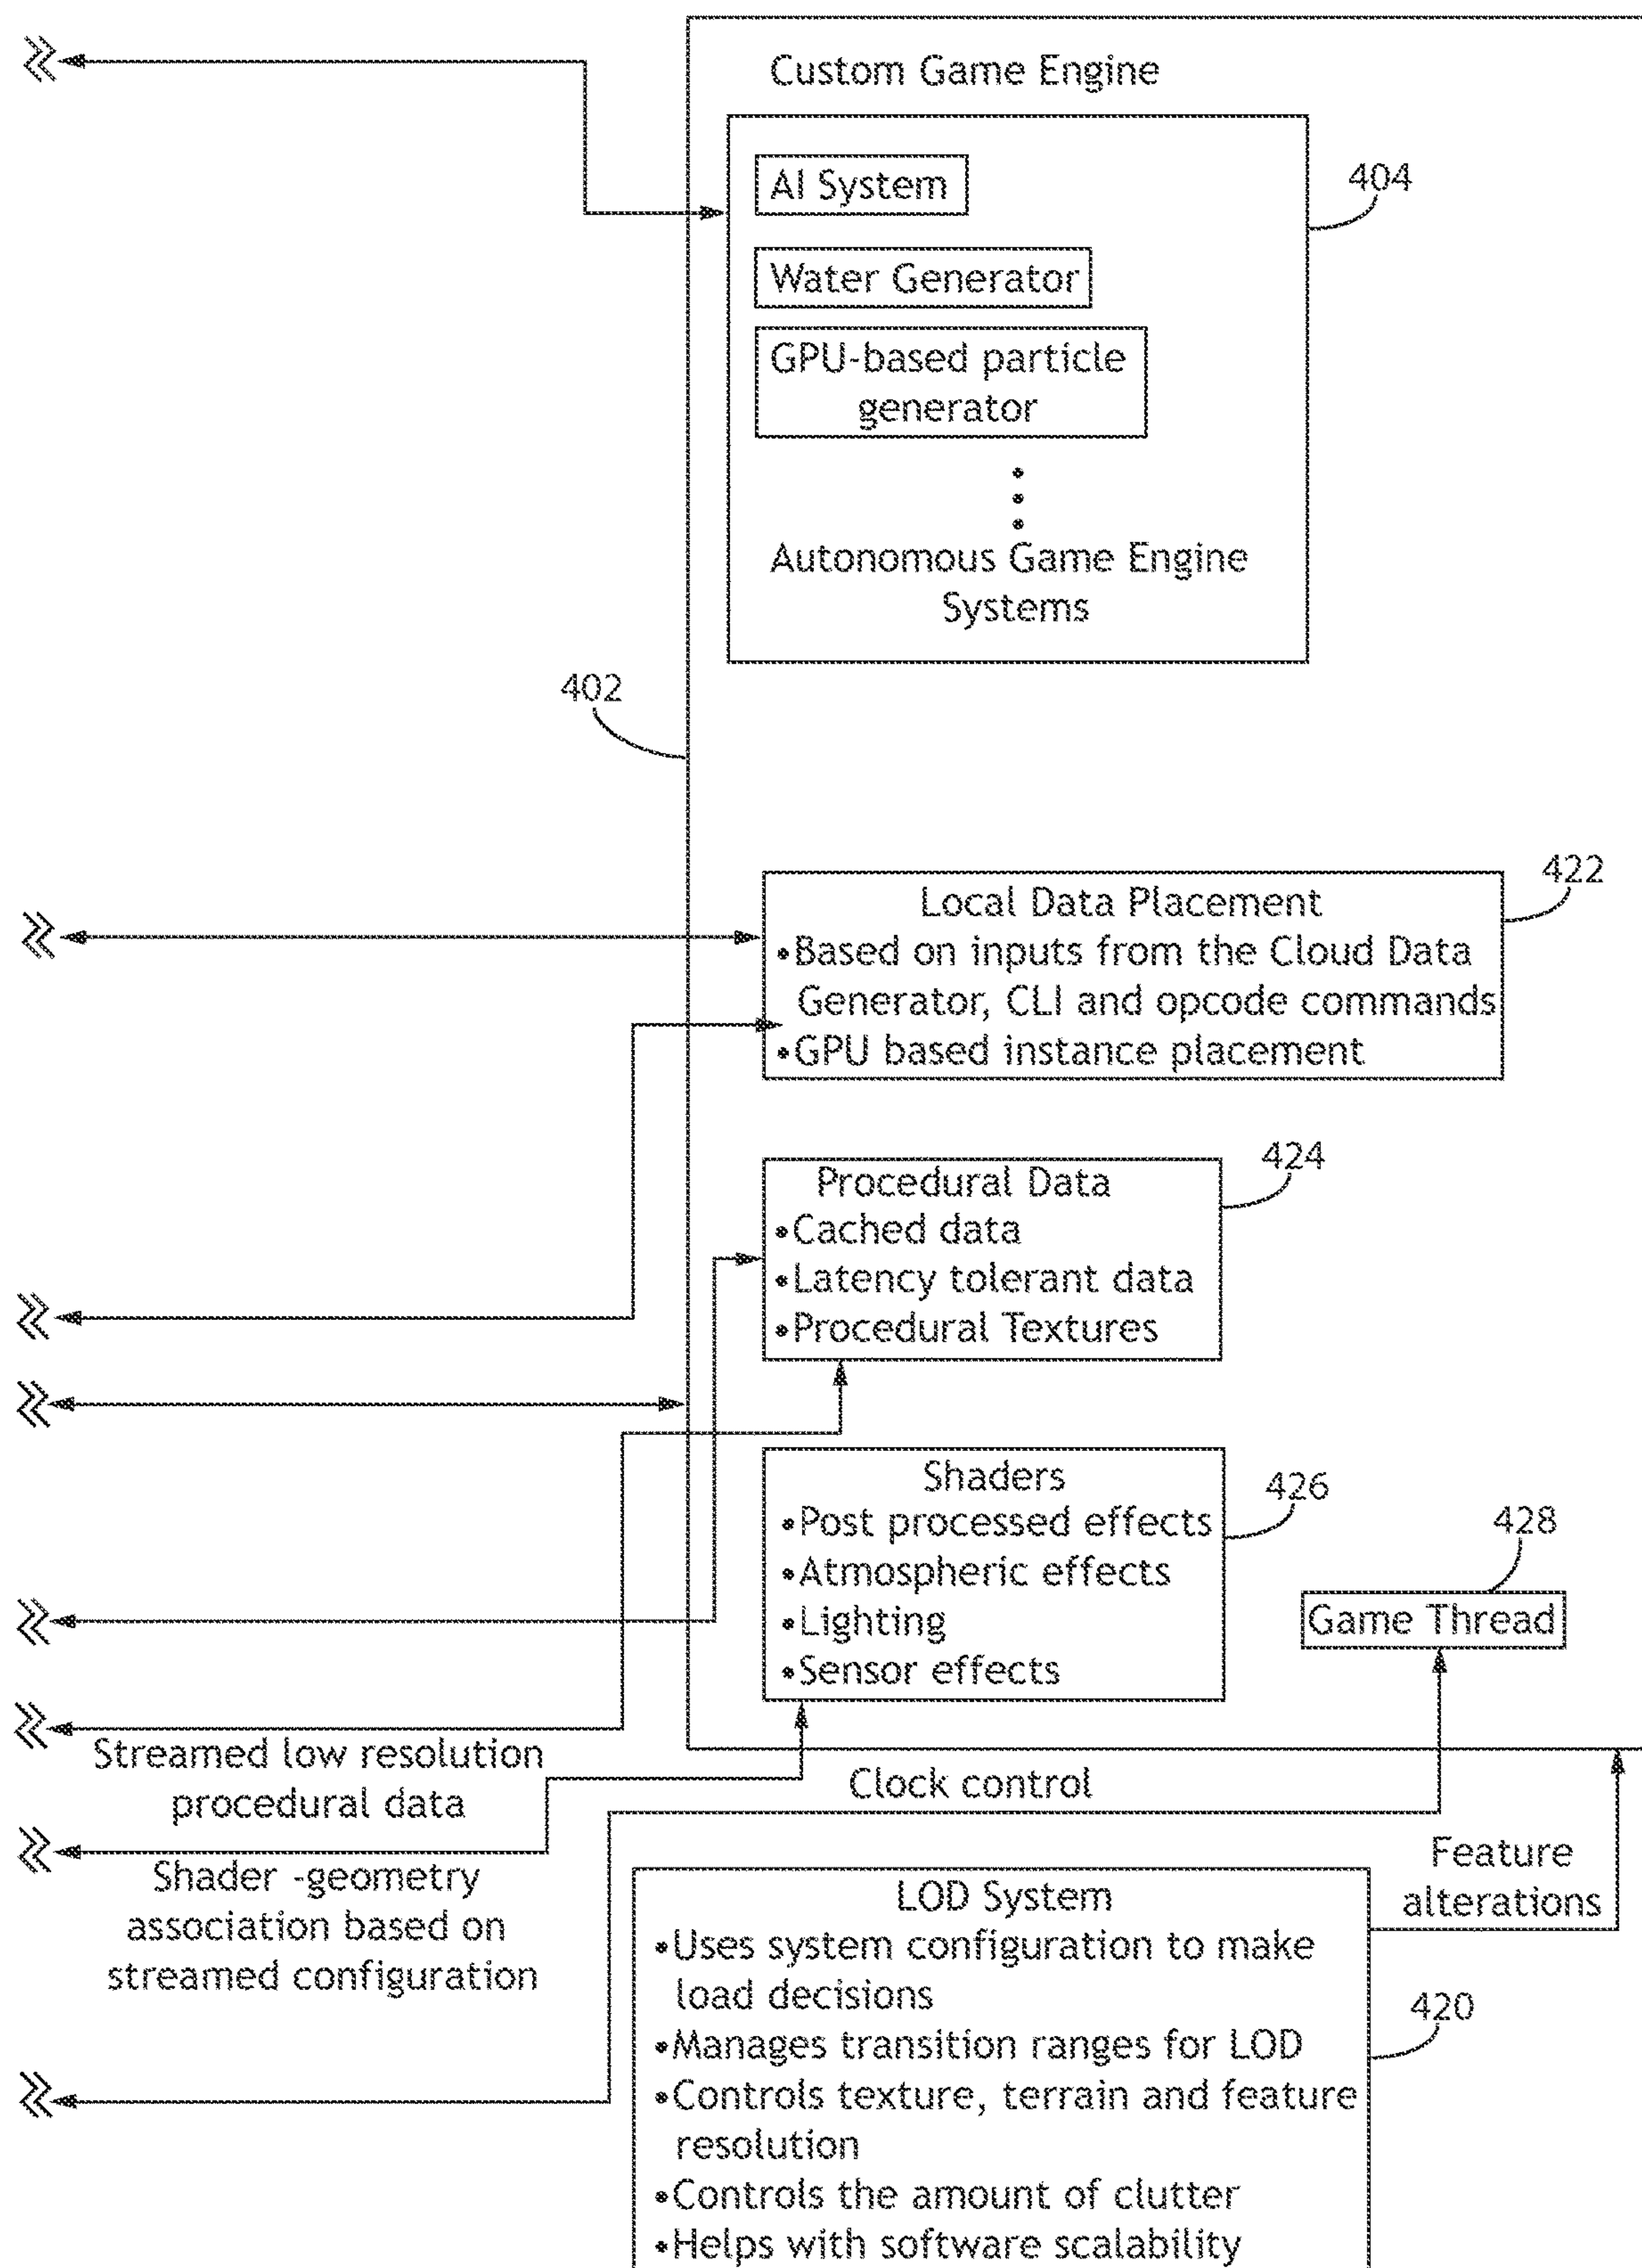 Custom Game Engine
AI System
404
Water Generator
GPU-based particle
generator
Autonomous Game Engine
Systems
402
422
Local Data Placement
•Based on inputs from the Cloud Data
Generator, CLI and opcode commands
•GPU based instance placement
424
Procedural Data
•Cached data
•Latency tolerant data
•Procedural Textures
Shaders
426
•Post processed effects
•Atmospheric effects
•Lighting
•Sensor effects
428
Game Thread
Streamed low resolution
procedural data
Clock control
Shader -geometry
association based on
streamed configuration
Feature
alterations
LOD System
•Uses system configuration to make
load decisions
420
•Manages transition ranges for LOD
•Controls texture, terrain and feature
resolution
•Controls the amount of clutter
•Helps with software scalability